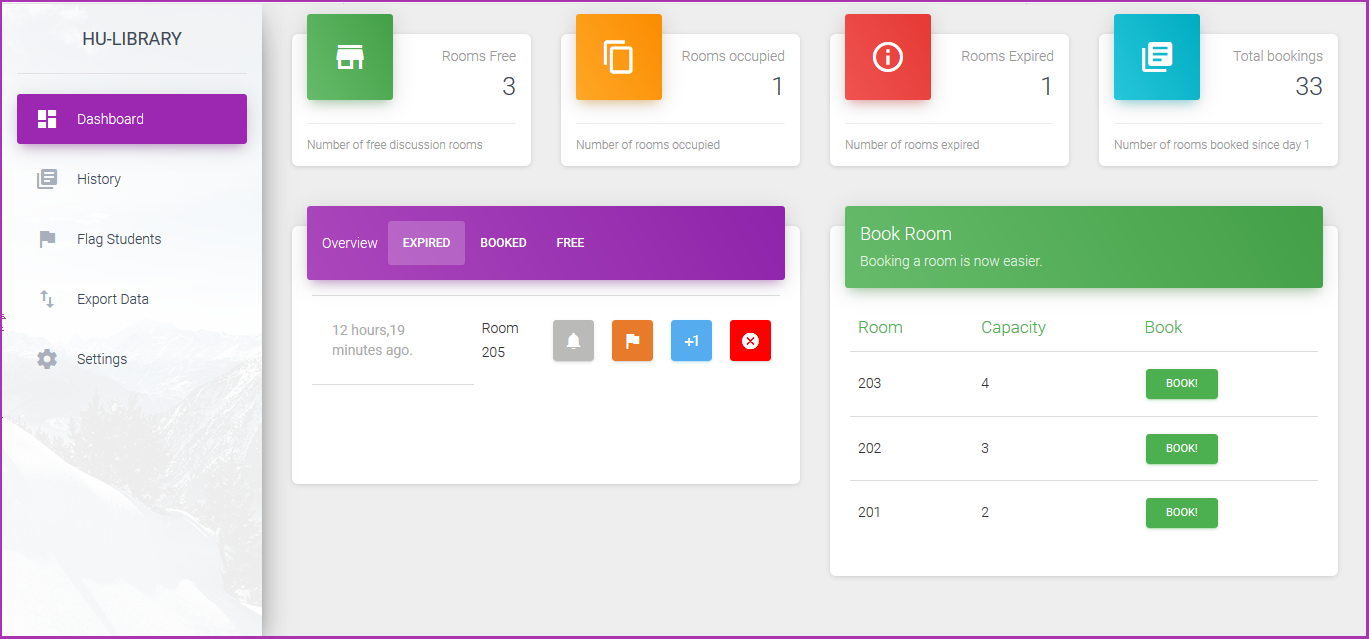 HU-LIBRARY
Dashboard
History
Flag Students
Export Data
Settings
Rooms Free
3
Number of free discussion rooms
Rooms occupied
1
Number of rooms occupied
Rooms Expired
1
Number of rooms expired
Total bookings
33
Number of rooms booked since day 1
Overview EXPIRED BOOKED FREE
12 hours,19
minutes ago.
Room
205
+1
Book Room
Booking a room is now easier.
Room Capacity Book
203 4 BOOK!
202 3 BOOK!
201 2 BOOK!